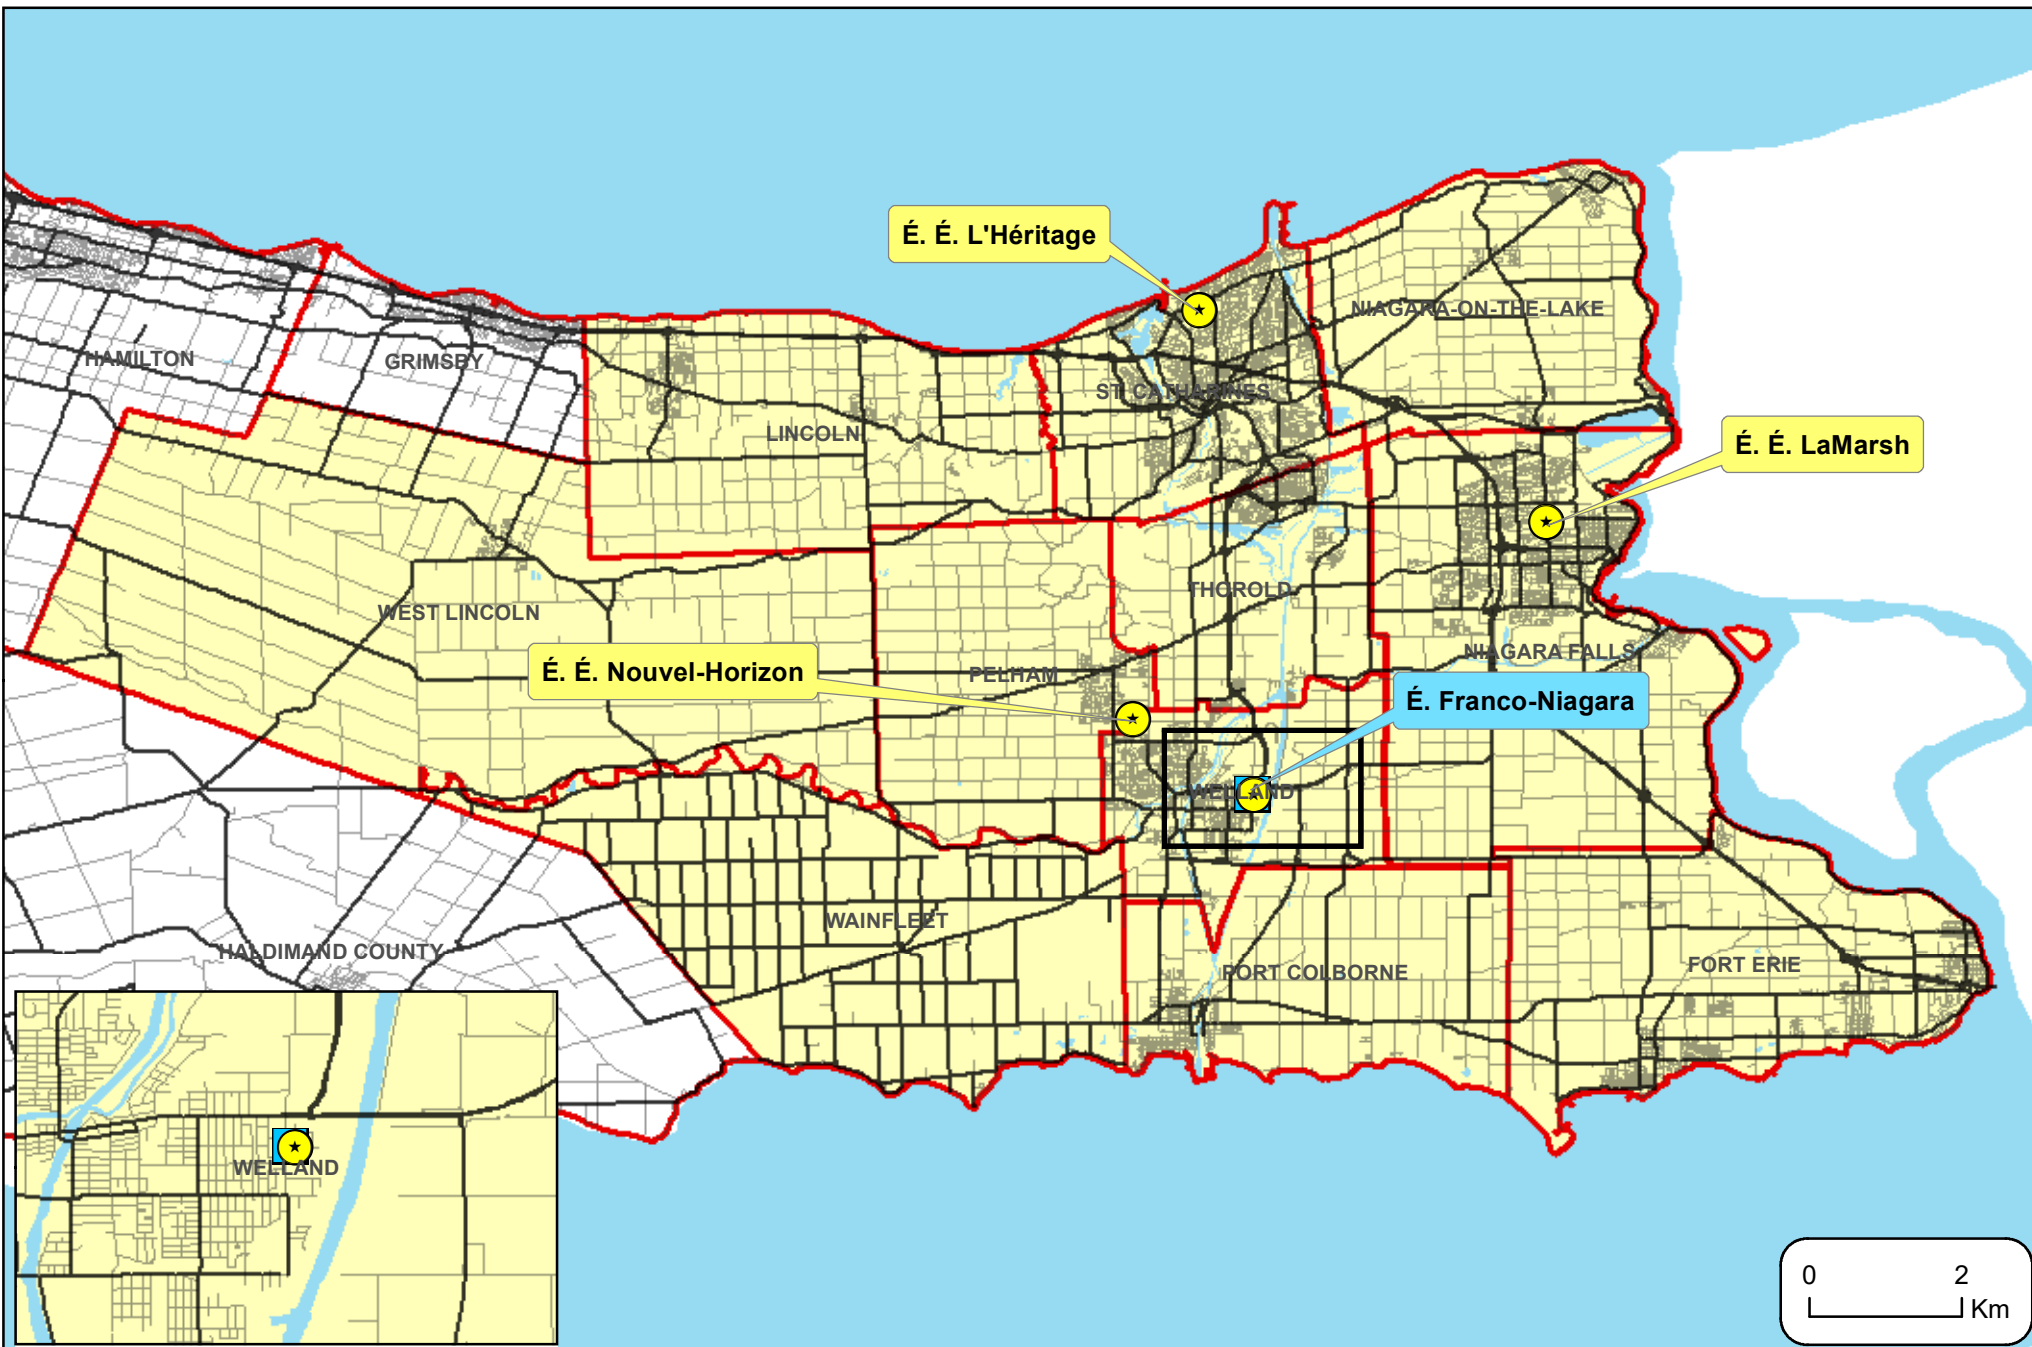 É. É. L'Héritage
NIAGARA-ON-THE-LAKE
HAMILTON
GRIMSBY
ST. CATHARINES
LINCOLN
É. É. LaMarsh
THOROLD
WEST LINCOLN
NIAGARA FALLS
É. É. Nouvel-Horizon
PELHAM
É. Franco-Niagara
WELLAND
WAINFLEET
HALDIMAND COUNTY
PORT COLBORNE
FORT ERIE
WELLAND
0 2
Km